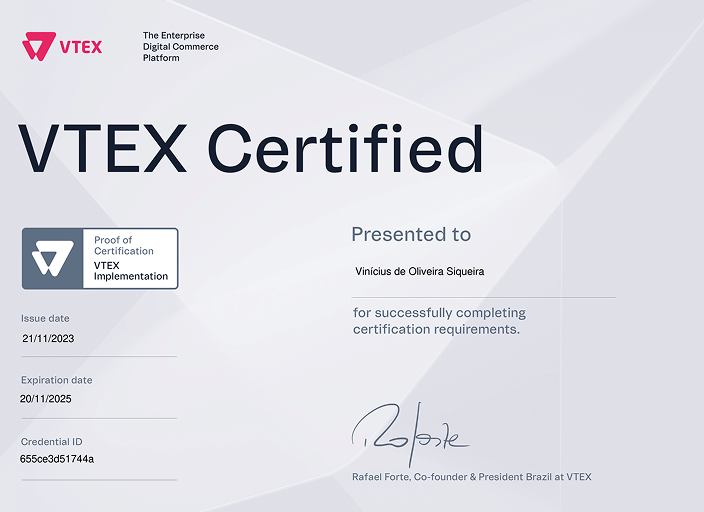 VTEX
The Enterprise
Digital Commerce
Platform
VTEX Certified
Proof of
Certification
VTEX
Implementation
Issue date
21/11/2023
Expiration date
20/11/2025
Credential ID
655ce3d51744a
Presented to
Vinícius de Oliveira Siqueira
for successfully completing
certification requirements.
Rafael Forte, Co-founder & President Brazil at VTEX